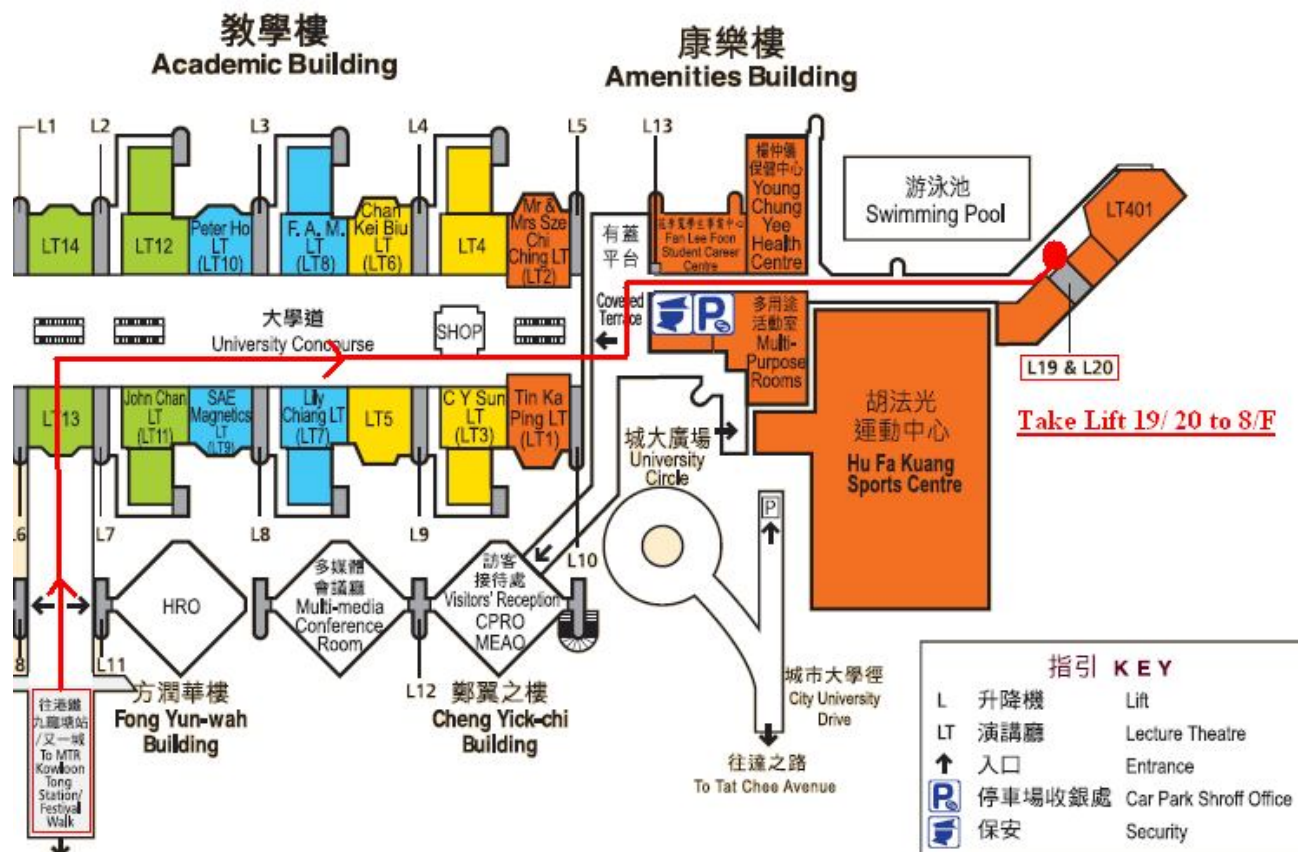 教學樓
Academic Building
康樂樓
Amenities Building
L1
L2
L3
L4
L5
L13
LT14
LT12
Peter Ho
LT
(LT10)
F. A. M.
LT
(LT8)
Chan
Kei Biu
LT
(LT6)
LT4
Mr &
Mrs Sze
Chi
Ching LT
(LT2)
有蓋
平台
Covered
Terrace
Fan Lee Foon
Student Career
Centre
楊仲儀
保健中心
Young
Chung
Yee
Health
Centre
游泳池
Swimming Pool
LT401
大學道
University Concourse
SHOP
多用途
活動室
Multi-
Purpose
Rooms
L19 & L20
Take Lift 19/ 20 to 8/F
LT13
John Chan
LT
(LT11)
SAE
Magnetics
LT
(LT9)
Lily
Chiang LT
(LT7)
LT5
C Y Sun
LT
(LT3)
Tin Ka
Ping LT
(LT1)
城大廣場
University
Circle
胡法光
運動中心
Hu Fa Kuang
Sports Centre
L6
L7
L8
L9
L10
P
HRO
多媒體
會議廳
Multi-media
Conference
Room
訪客
接待處
Visitors' Reception
CPRO
MEAO
8
L11
L12
方潤華樓
Fong Yun-wah
Building
鄭翼之樓
Cheng Yick-chi
Building
城市大學徑
City University
Drive
往達之路
To Tat Chee Avenue
往港鐵
九龍塘站
/又一城
To MTR
Kowloon
Tong
Station/
Festival
Walk
指引 KEY
L 升降機 Lift
LT 演講廳 Lecture Theatre
入口 Entrance
P 停車場收銀處 Car Park Shroff Office
保安 Security